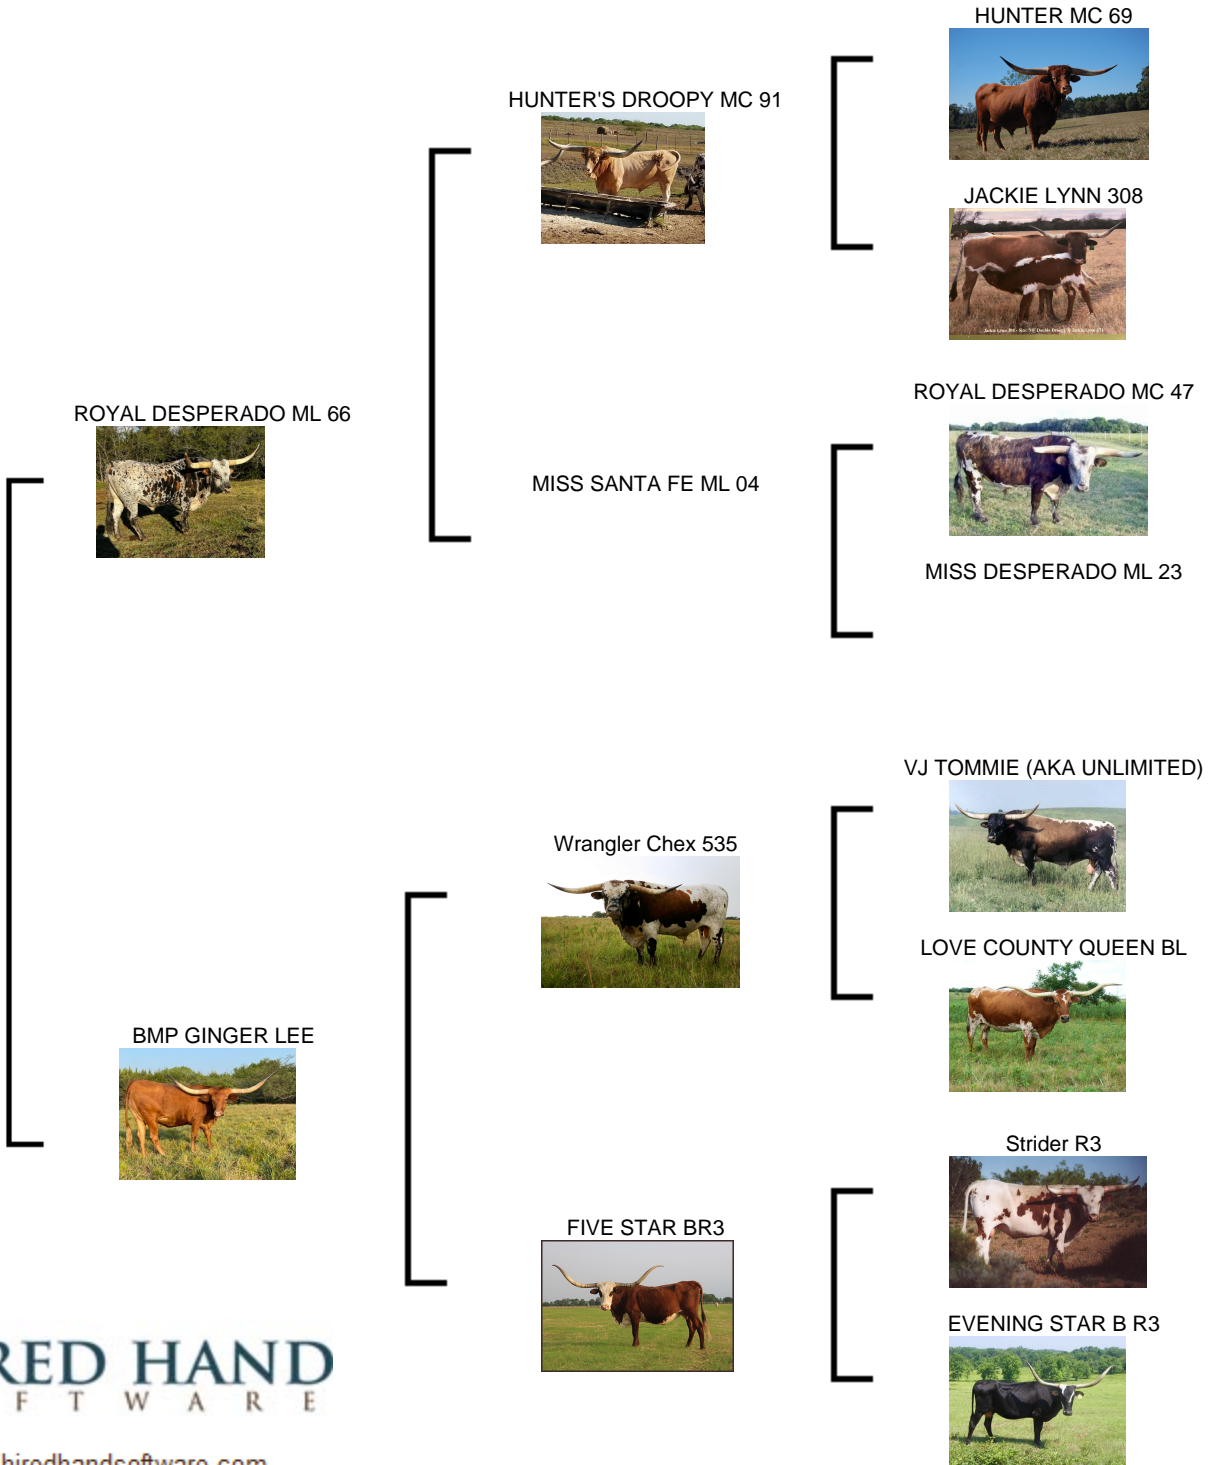 HUNTER MC 69
HUNTER'S DROOPY MC 91
JACKIE LYNN 308
ROYAL DESPERADO MC 47
ROYAL DESPERADO ML 66
MISS SANTA FE ML 04
MISS DESPERADO ML 23
VJ TOMMIE (AKA UNLIMITED)
Wrangler Chex 535
LOVE COUNTY QUEEN BL
BMP GINGER LEE
Strider R3
FIVE STAR BR3
EVENING STAR B R3
RED HAND
F T W A R E
hiredhandsoftware.com